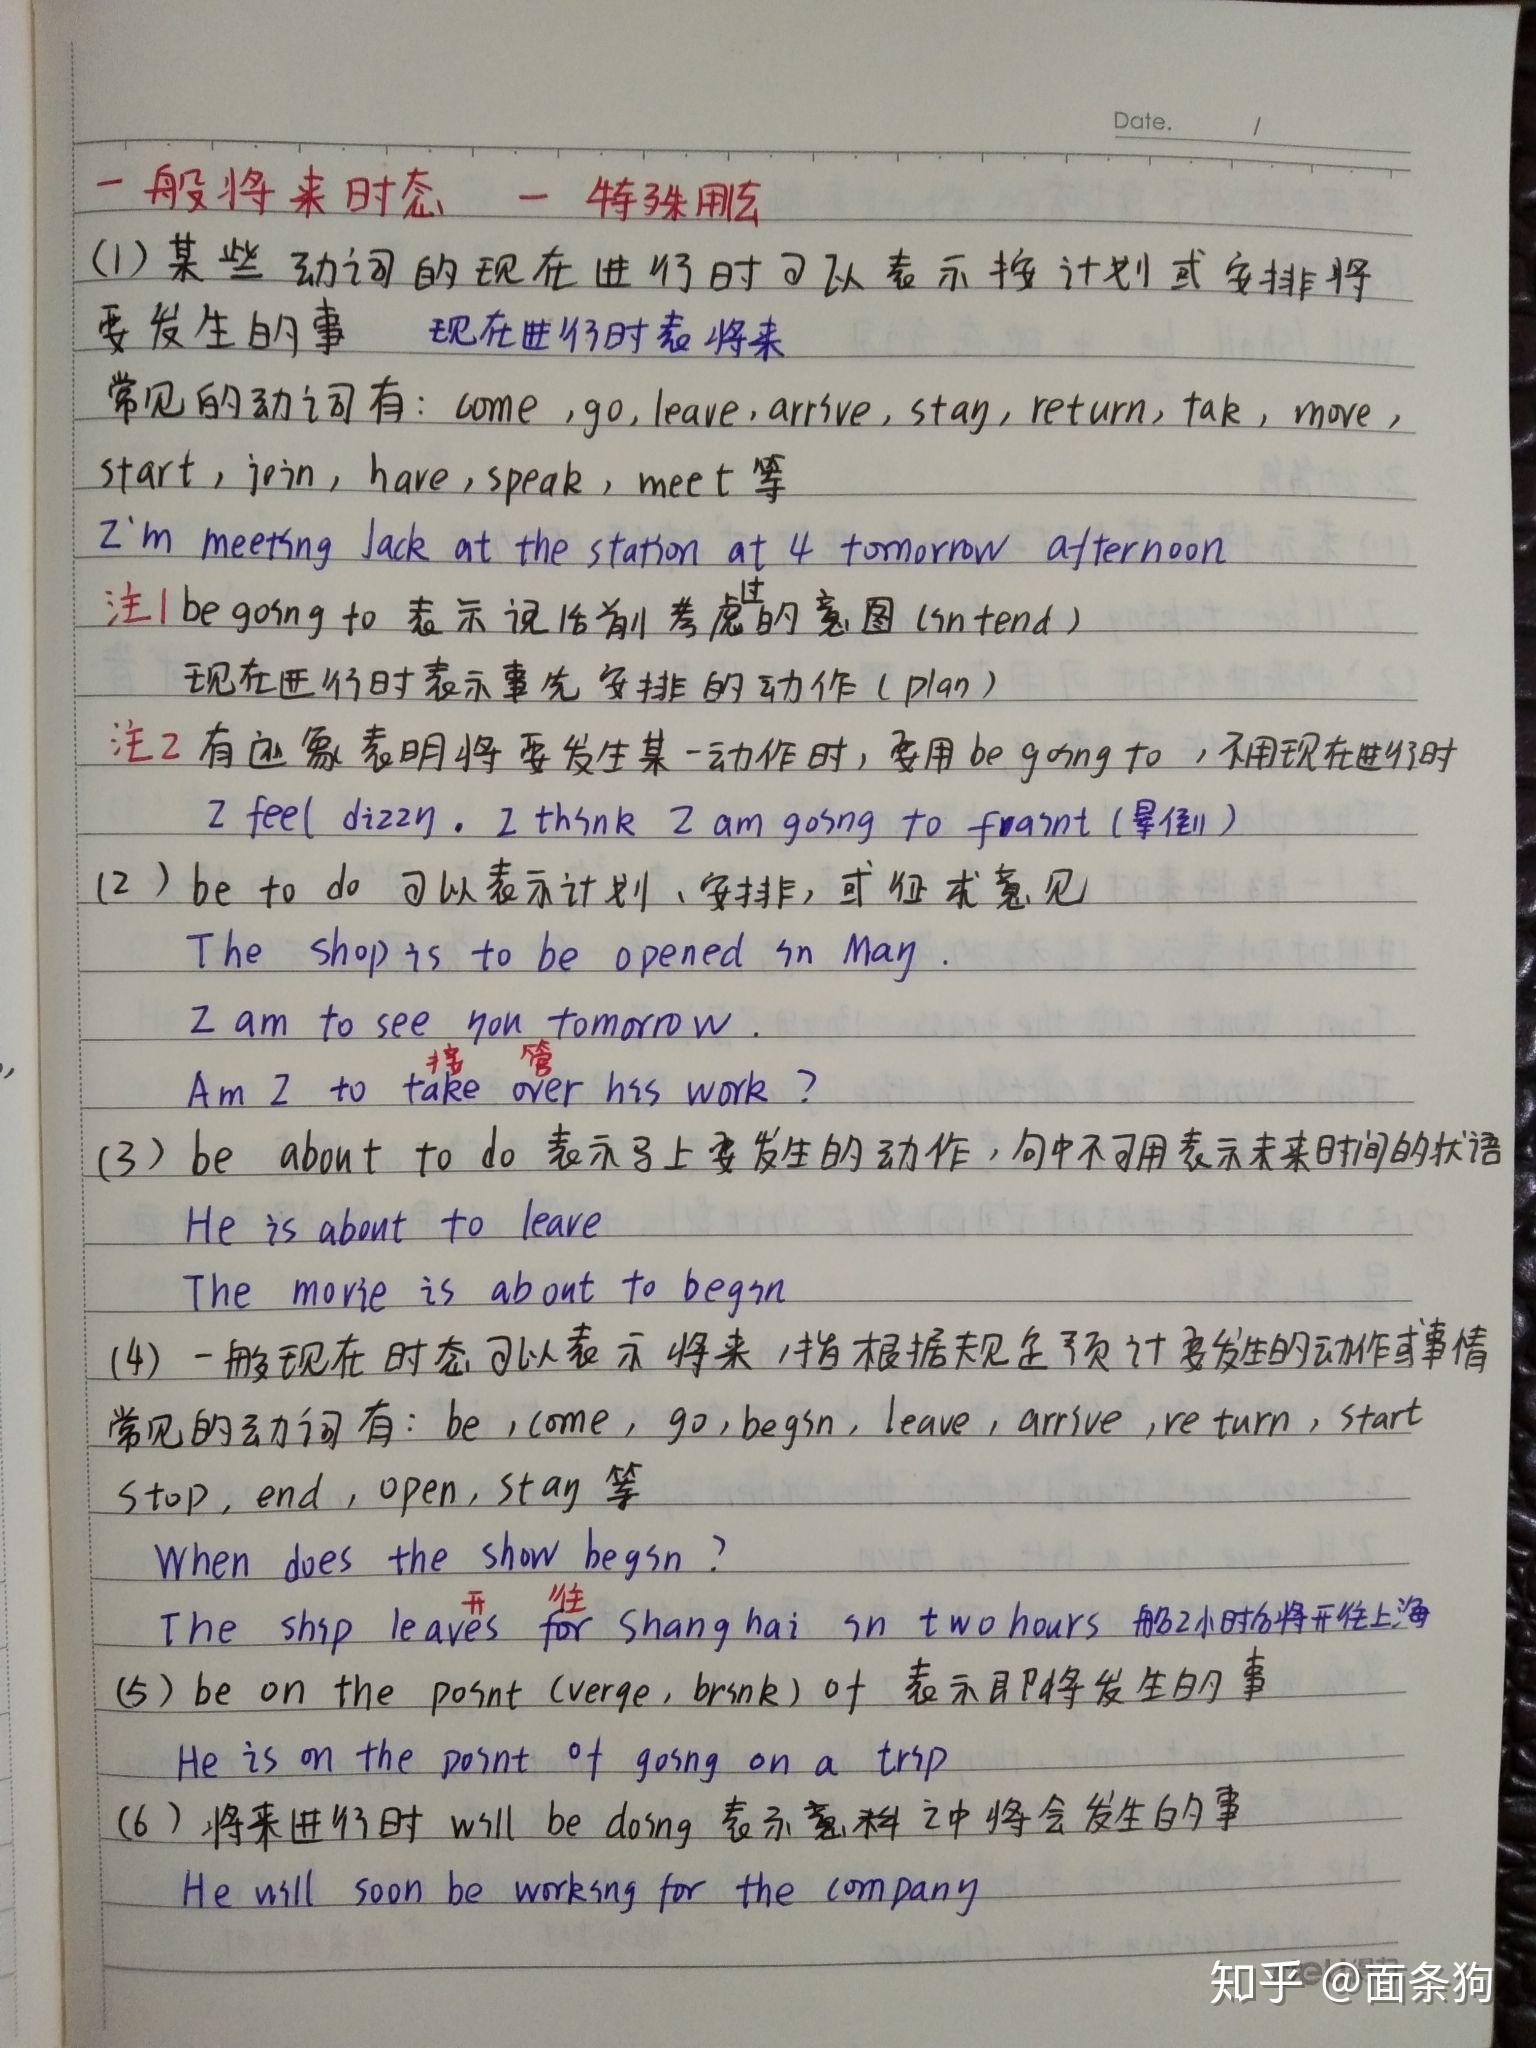 Date. /
一般将来时态 — 特殊用法
(1) 某些动词的现在进行时可以表示按计划或安排将
要发生的事 现在进行时表将来
常见的动词有: come, go, leave, arrive, stay, return, tak, move,
start, join, have, speak, meet 等
I'm meeting Jack at the station at 4 tomorrow afternoon
注1 be going to 表示说话前考虑过的意图 (intend)
现在进行时表示事先安排的动作 (plan)
注2 有迹象表明将要发生某一动作时, 要用 be going to, 不用现在进行时
I feel dizzy. I think I am going to faint (晕倒)
(2) be to do 可以表示计划、安排, 或征求意见
The shop is to be opened in May.
I am to see you tomorrow.
接 管
Am I to take over his work?
(3) be about to do 表示马上要发生的动作, 句中不可用表示未来时间的状语
He is about to leave
The movie is about to begin
(4) 一般现在时态可以表示将来, 指根据规定预计要发生的动作或事情
常见的动词有: be, come, go, begin, leave, arrive, return, start
stop, end, open, stay 等
When does the show begin?
开 往
The ship leaves for Shanghai in two hours 船2小时后将开往上海
(5) be on the point (verge, brink) of 表示即将发生的事
He is on the point of going on a trip
(6) 将来进行时 will be doing 表示意料之中将会发生的事
He will soon be working for the company
知乎 @面条狗